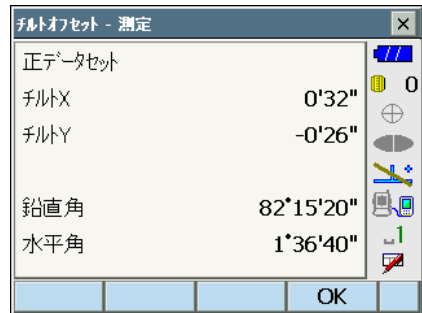 ﾁﾙﾄｵﾌｾｯﾄ - 測定
正ﾃﾞｰﾀｾｯﾄ
ﾁﾙﾄX 0'32"
ﾁﾙﾄY -0'26"
鉛直角 82°15'20"
水平角 1°36'40"
0
1
OK